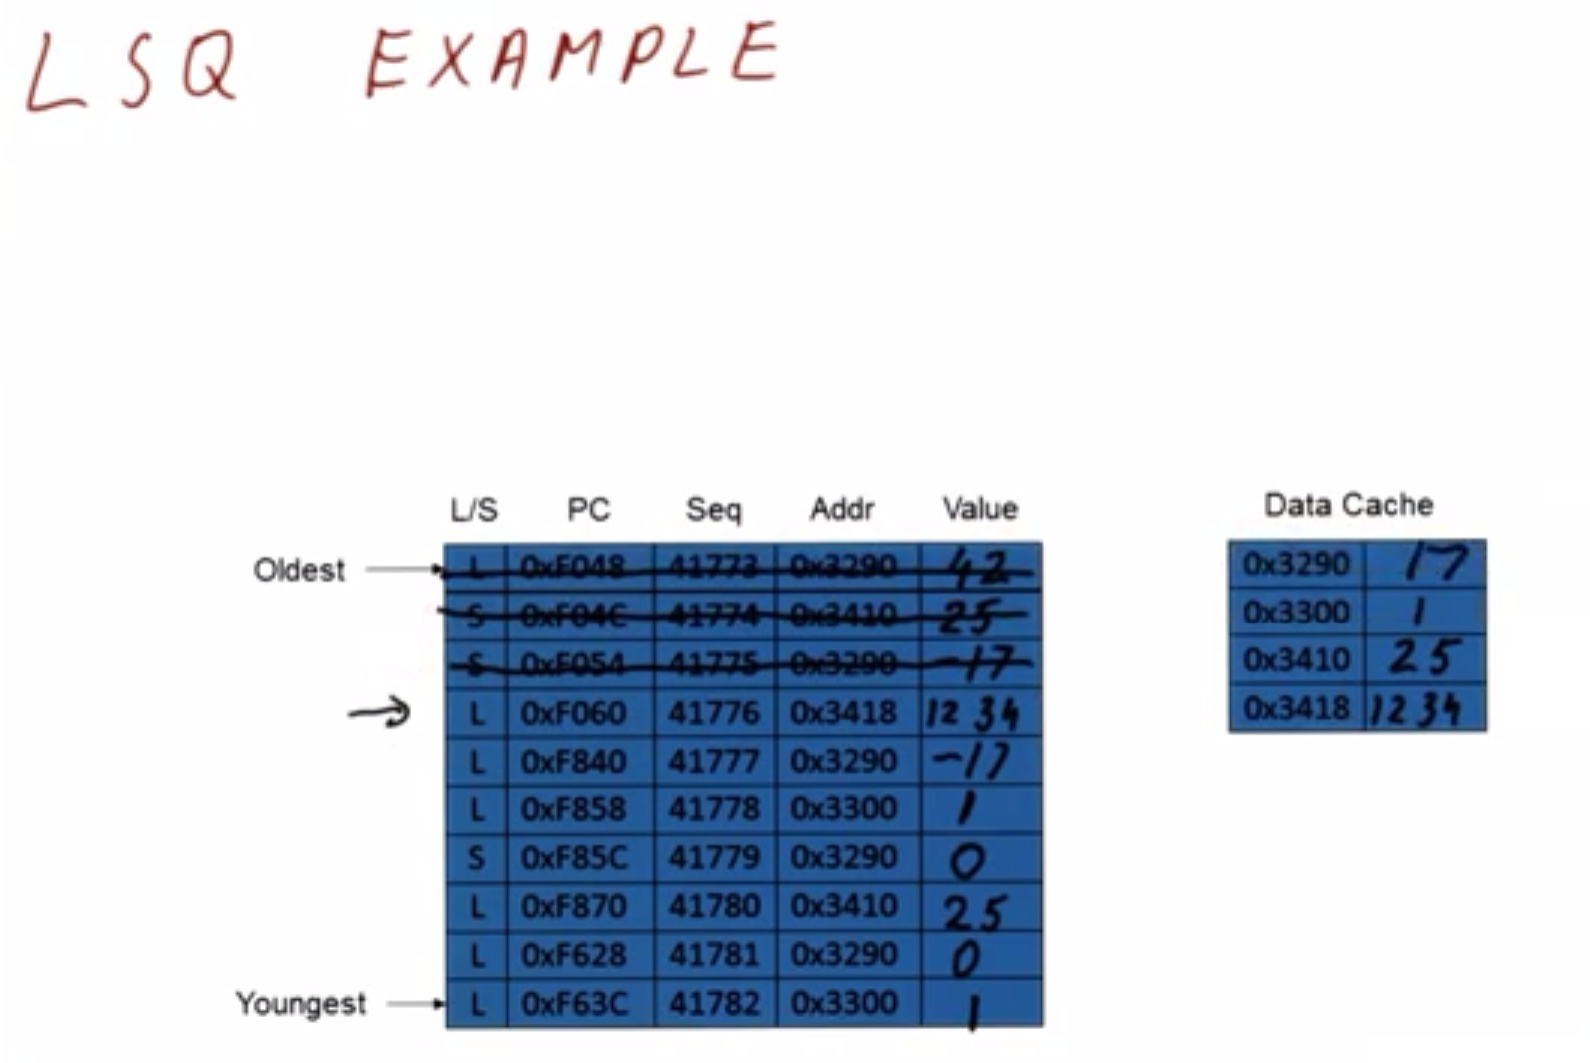 LSQ EXAMPLE
L/S PC Seq Addr Value
Oldest L 0xF048 41773 0x3290 42
S 0xF04C 41774 0x3410 25
S 0xF054 41775 0x3290 -17
L 0xF060 41776 0x3418 1234
L 0xF840 41777 0x3290 -17
L 0xF858 41778 0x3300 1
S 0xF85C 41779 0x3290 0
L 0xF870 41780 0x3410 25
L 0xF628 41781 0x3290 0
Youngest L 0xF63C 41782 0x3300 1
Data Cache
0x3290 17
0x3300 1
0x3410 25
0x3418 1234